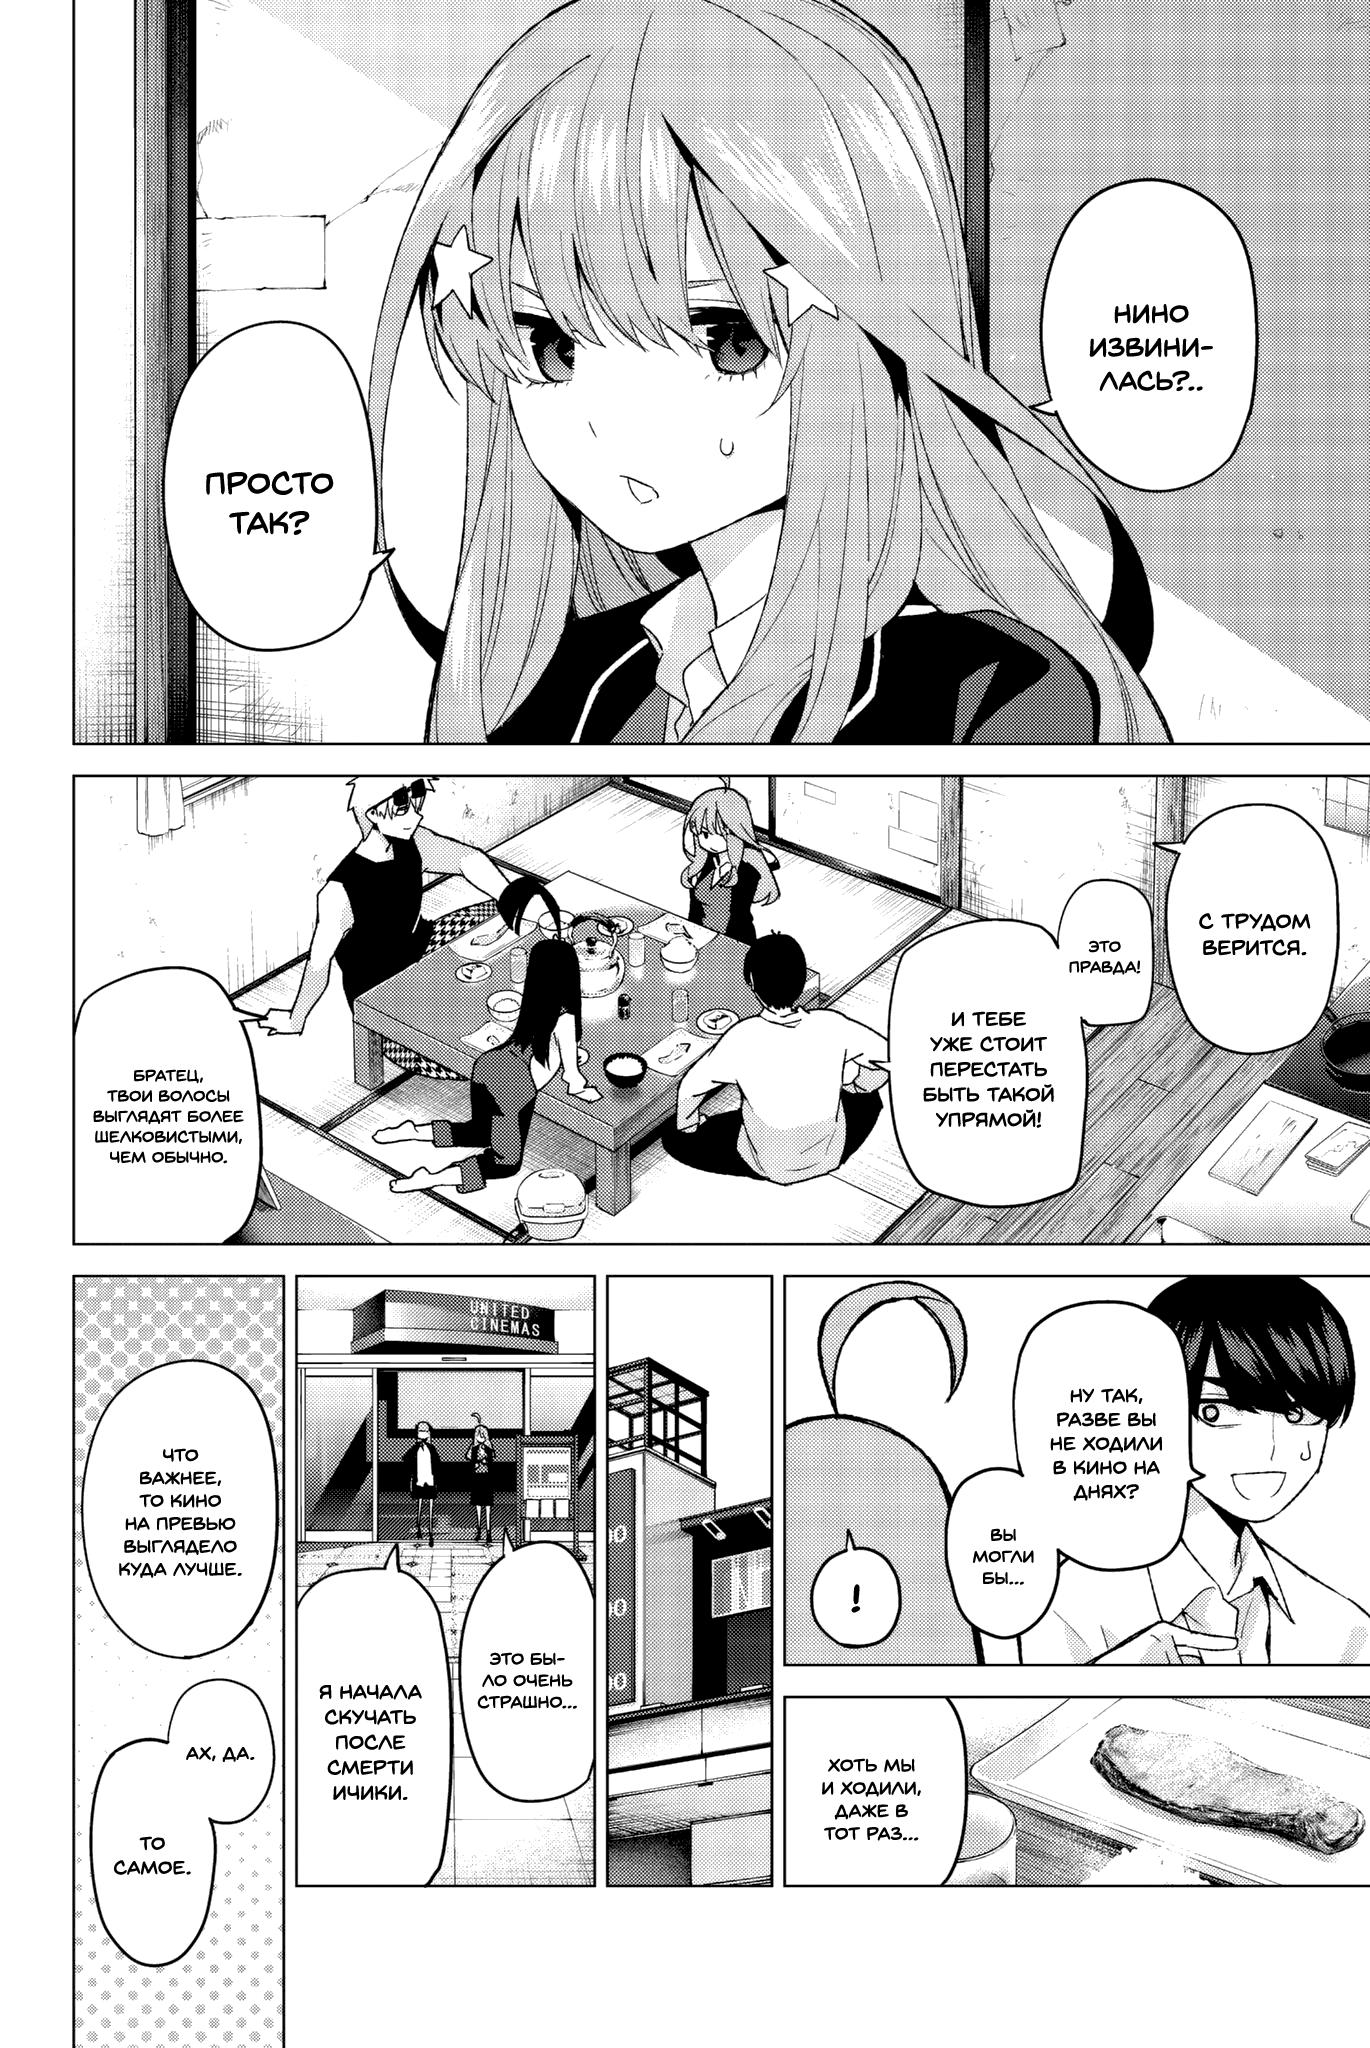 НИНО
ИЗВИНИ-
ЛАСЬ?..
ПРОСТО
ТАК?
С ТРУДОМ
ВЕРИТСЯ.
ЭТО
ПРАВДА!
И ТЕБЕ
УЖЕ СТОИТ
ПЕРЕСТАТЬ
БЫТЬ ТАКОЙ
УПРЯМОЙ!
БРАТЕЦ,
ТВОИ ВОЛОСЫ
ВЫГЛЯДЯТ БОЛЕЕ
ШЕЛКОВИСТЫМИ,
ЧЕМ ОБЫЧНО.
НУ ТАК,
РАЗВЕ ВЫ
НЕ ХОДИЛИ
В КИНО НА
ДНЯХ?
ВЫ
МОГЛИ
БЫ...
!
ХОТЬ МЫ
И ХОДИЛИ,
ДАЖЕ В
ТОТ РАЗ...
UNITED
CINEMAS
ЭТО БЫ-
ЛО ОЧЕНЬ
СТРАШНО...
Я НАЧАЛА
СКУЧАТЬ
ПОСЛЕ
СМЕРТИ
ИЧИКИ.
ЧТО
ВАЖНЕЕ,
ТО КИНО
НА ПРЕВЬЮ
ВЫГЛЯДЕЛО
КУДА ЛУЧШЕ.
АХ, ДА.
ТО
САМОЕ.